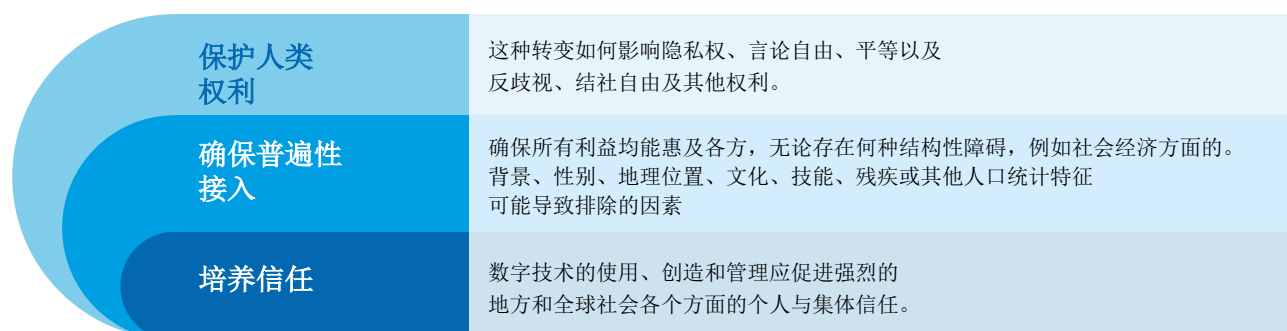 保护人类
权利
这种转变如何影响隐私权、言论自由、平等以及
反歧视、结社自由及其他权利。
确保普遍性
接入
确保所有利益均能惠及各方，无论存在何种结构性障碍，例如社会经济方面的。
背景、性别、地理位置、文化、技能、残疾或其他人口统计特征
可能导致排除的因素
培养信任
数字技术的使用、创造和管理应促进强烈的
地方和全球社会各个方面的个人与集体信任。